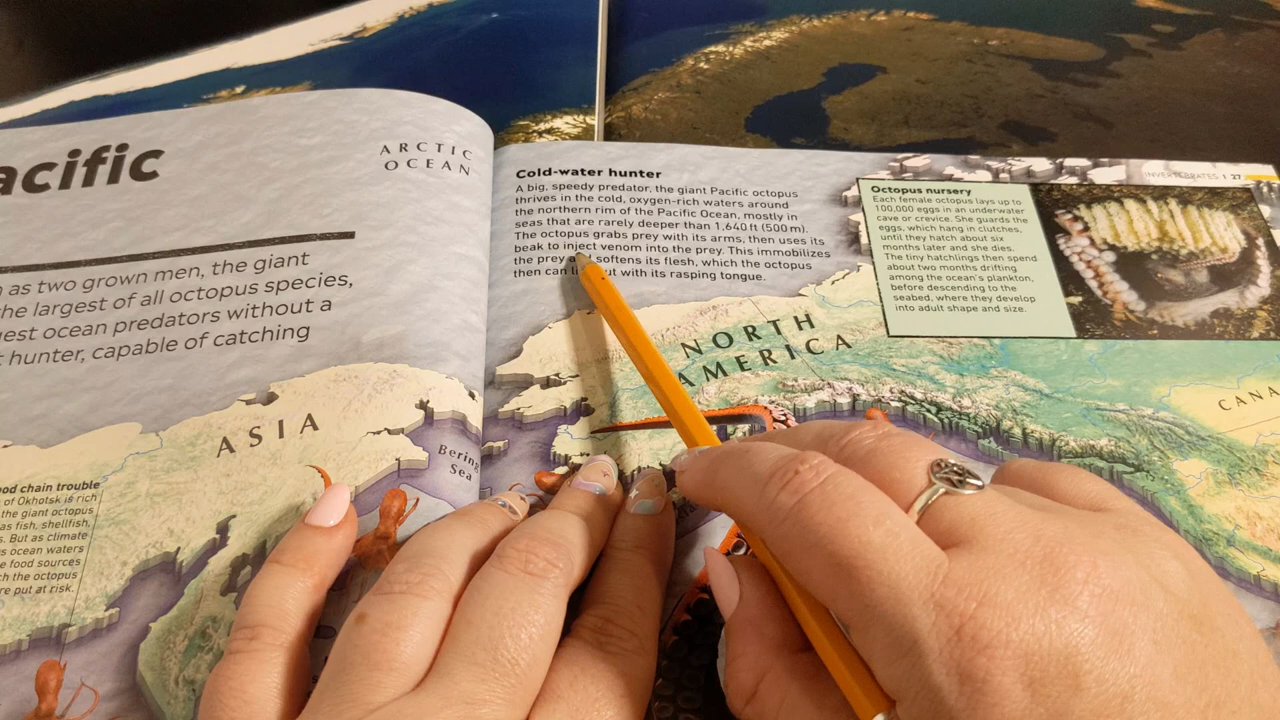 acific
ARCTIC
OCEAN
as two grown men, the giant
the largest of all octopus species,
ocean predators without a
hunter, capable of catching
ASIA
Bering
Sea
od chain trouble
of Okhotsk is rich
the giant octopus
as fish, shellfish,
s. But as climate
ocean waters
food sources
the octopus
put at risk.
Cold-water hunter
A big, speedy predator, the giant Pacific octopus
thrives in the cold, oxygen-rich waters around
the northern rim of the Pacific Ocean, mostly in
seas that are rarely deeper than 1,640 ft (500 m).
The octopus grabs prey with its arms, then uses its
beak to inject venom into the prey. This immobilizes
the prey and softens its flesh, which the octopus
then can out with its rasping tongue.
NORTH
AMERICA
INVERTEBRATES 27
Octopus nursery
Each female octopus lays up to
100,000 eggs in an underwater
cave or crevice. She guards the
eggs, which hang in clutches,
until they hatch about six
months later and she dies.
The tiny hatchlings then spend
about two months drifting
among the ocean's plankton,
before descending to the
seabed, where they develop
into adult shape and size.
CANA